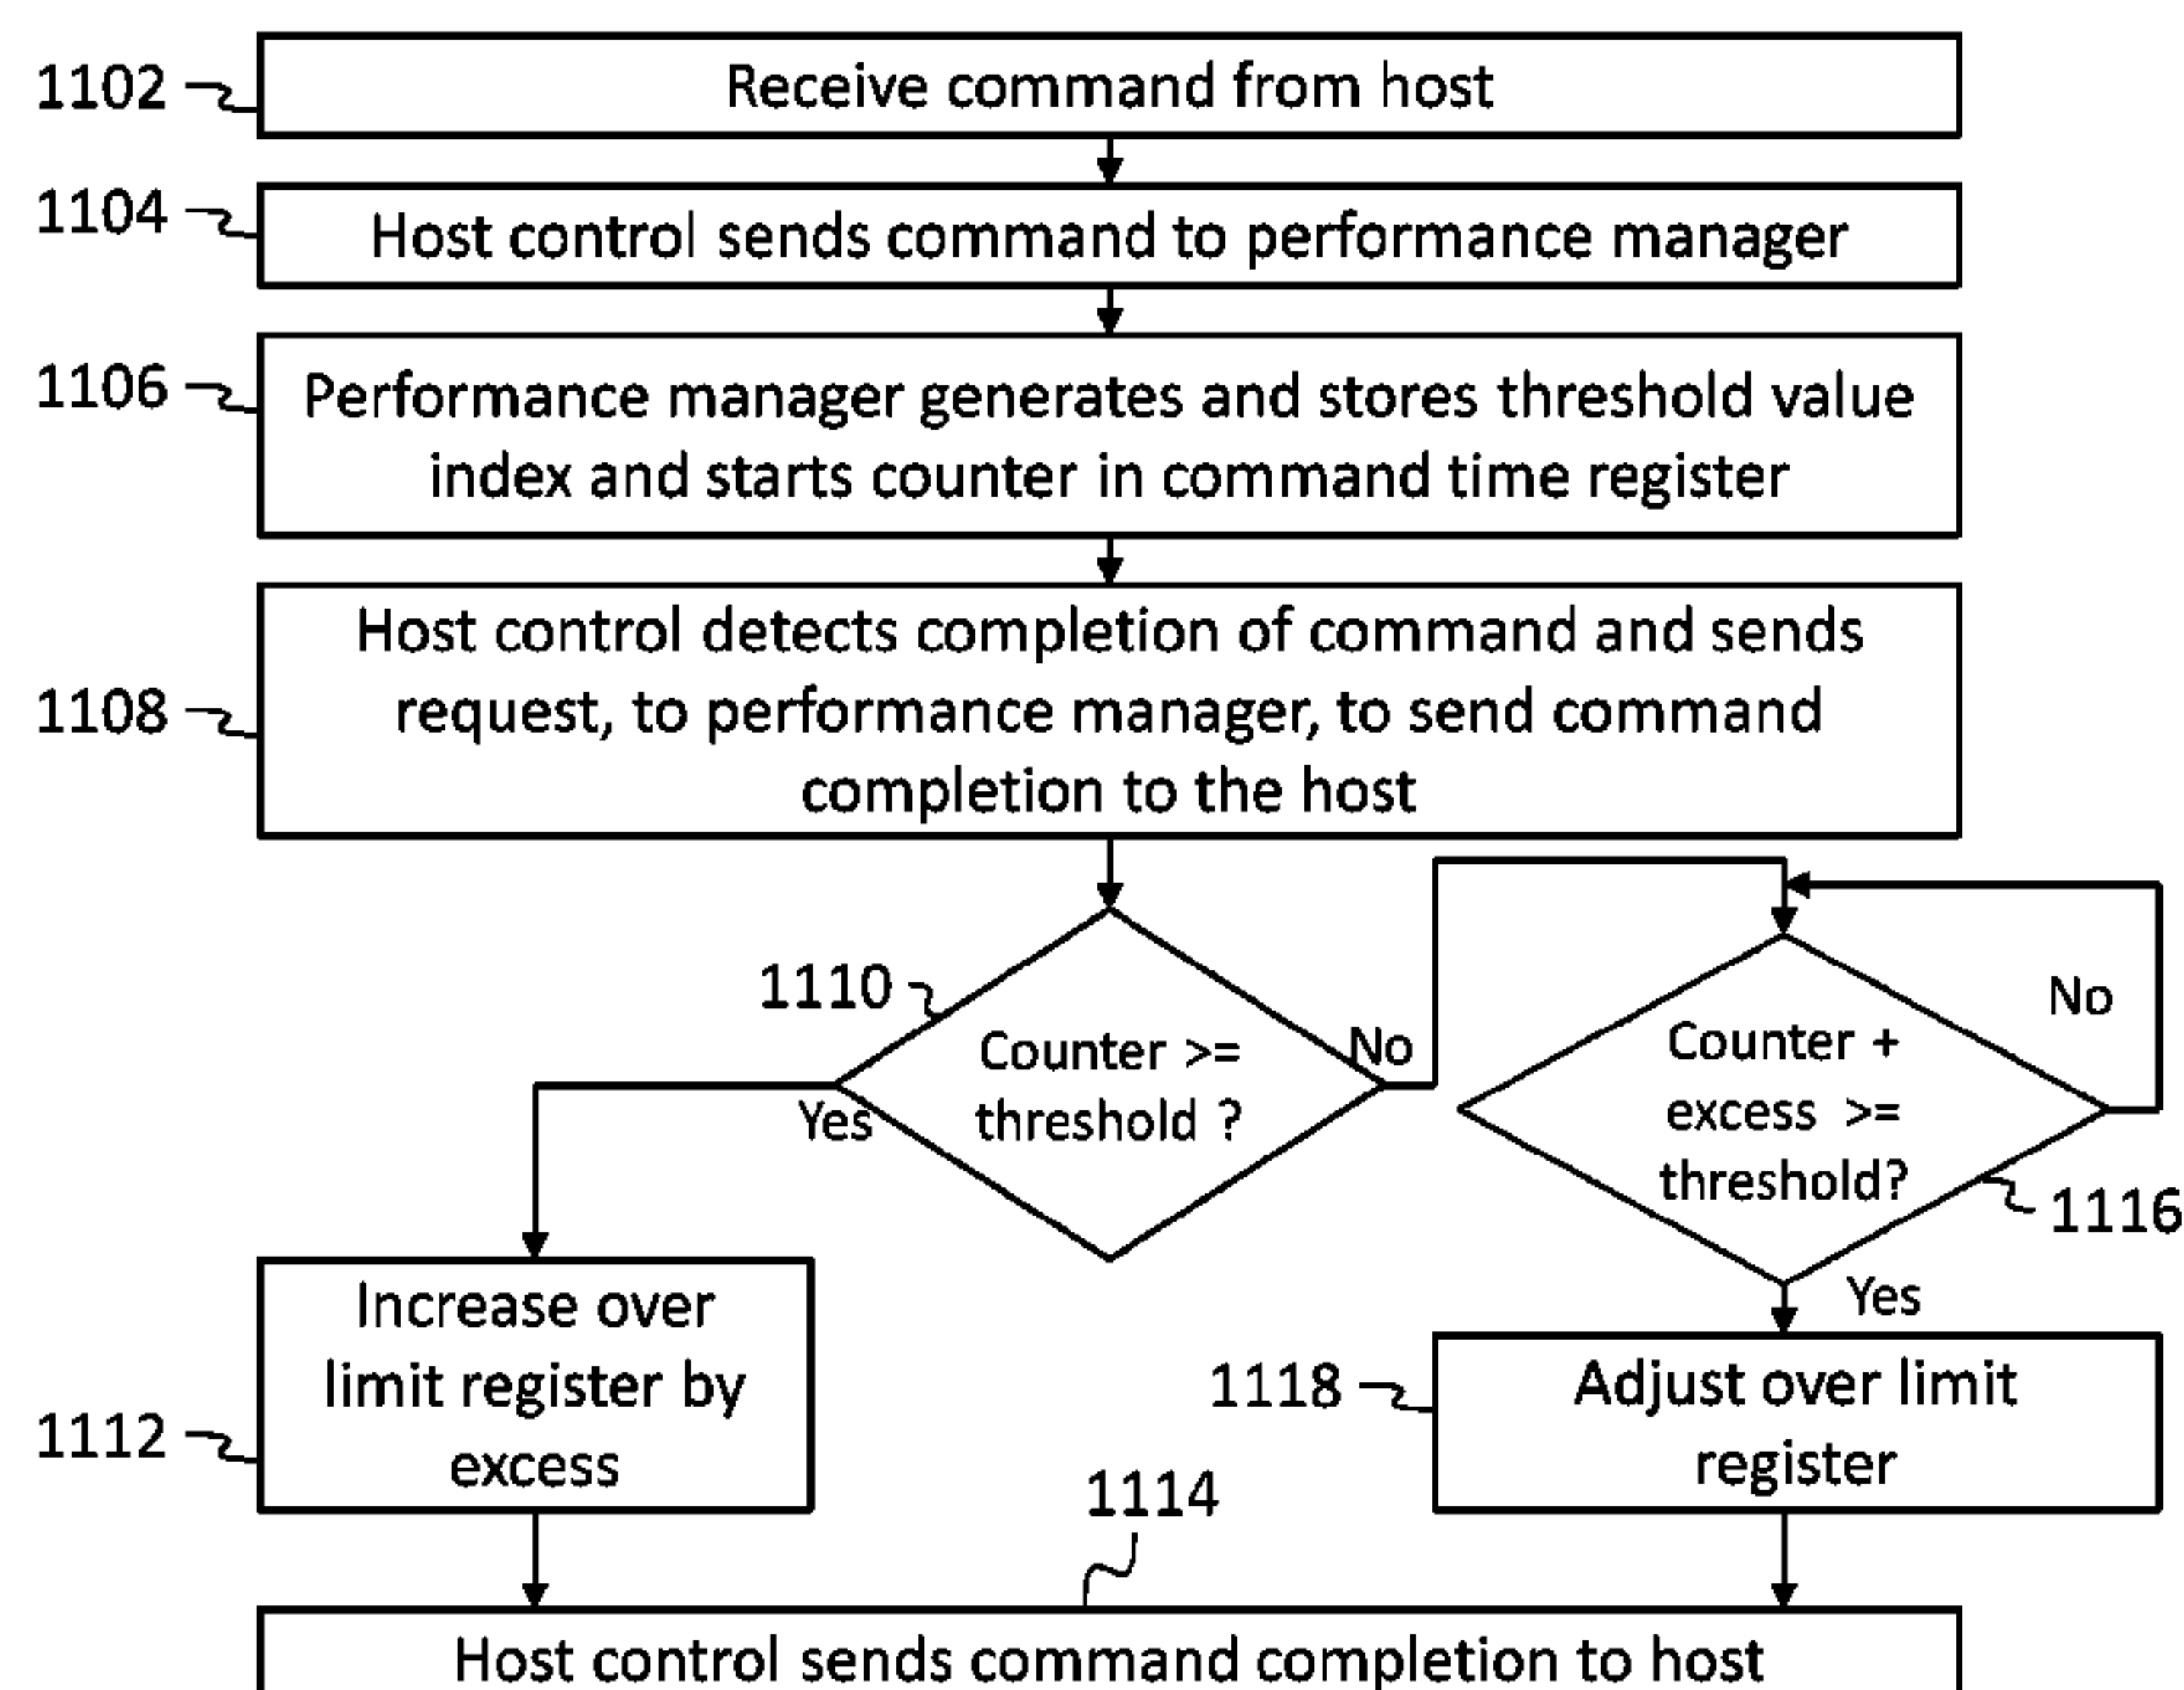 1102
Receive command from host
1104
Host control sends command to performance manager
1106
Performance manager generates and stores threshold value
index and starts counter in command time register
1108
Host control detects completion of command and sends
request, to performance manager, to send command
completion to the host
1110
Counter >=
threshold ?
Yes
No
Counter +
excess >=
threshold?
No
1116
Yes
Increase over
limit register by
excess
1112
1118
Adjust over limit
register
1114
Host control sends command completion to host